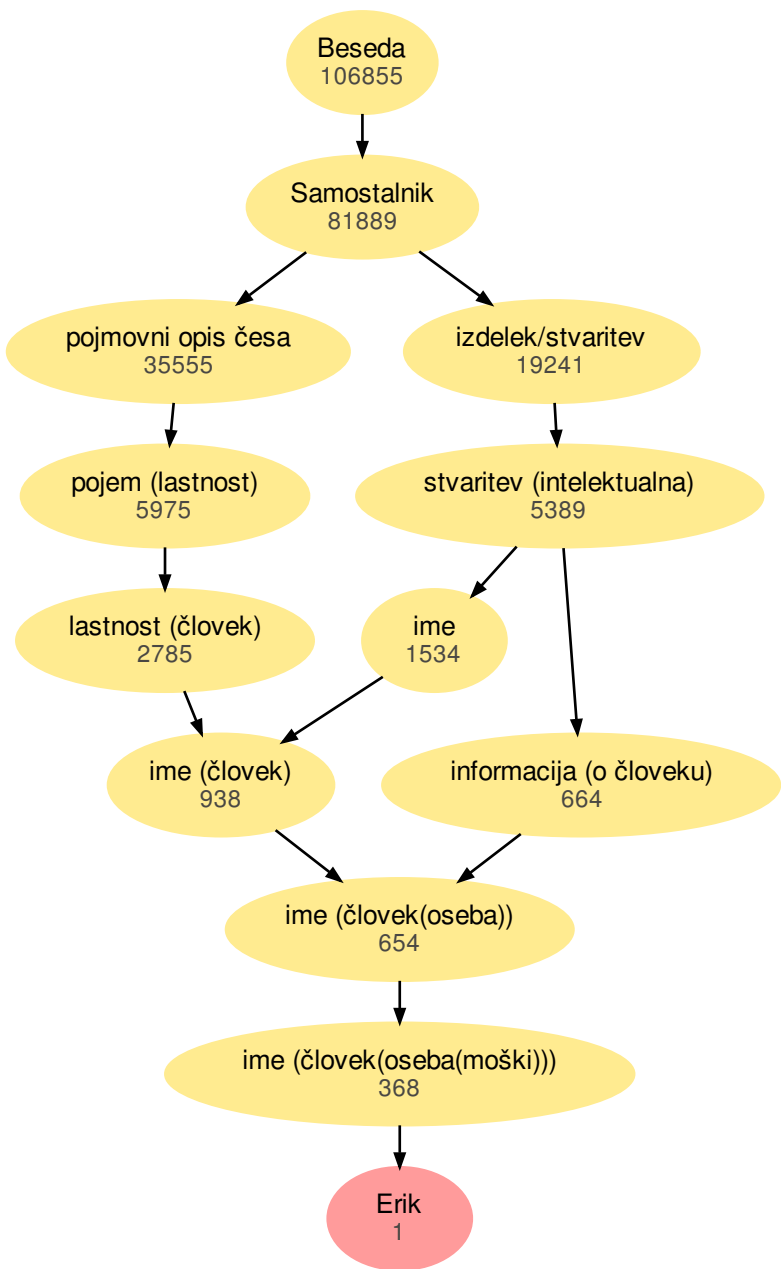 Beseda
106855
Samostalnik
81889
pojmovni opis česa
35555
izdelek/stvaritev
19241
pojem (lastnost)
5975
stvaritev (intelektualna)
5389
lastnost (človek)
2785
ime
1534
ime (človek)
938
informacija (o človeku)
664
ime (človek(oseba))
654
ime (človek(oseba(moški)))
368
Erik
1